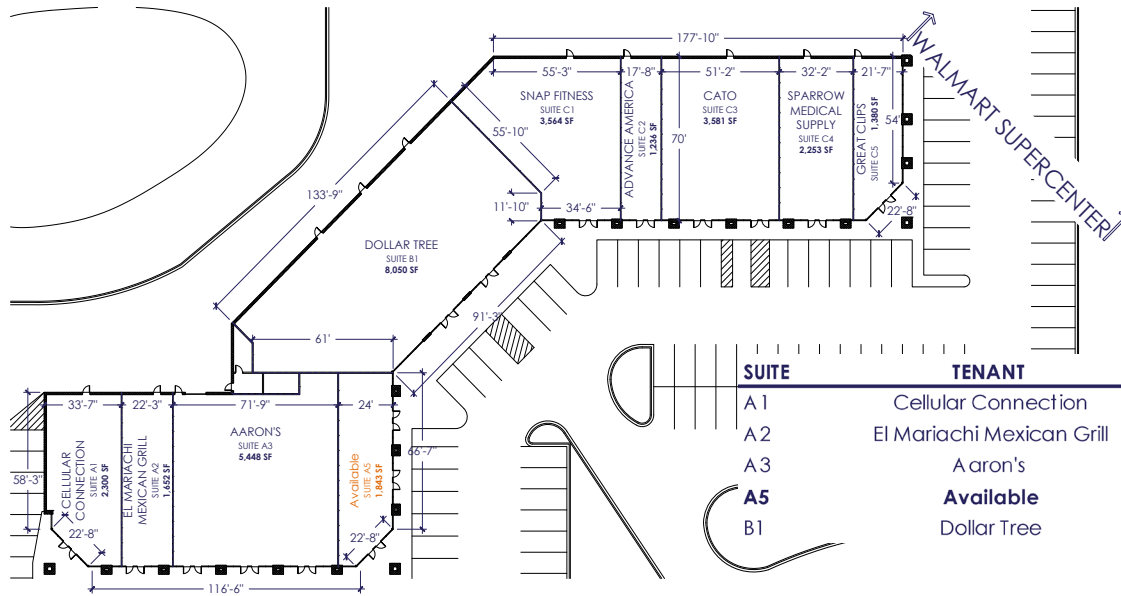 177'-10"
55'-3"
17'-8"
51'-2"
32'-2"
21'-7"
WALMART SUPERCENTER
SNAP FITNESS
SUITE C1
3,564 SF
ADVANCE AMERICA
SUITE C2
1,236 SF
CATO
SUITE C3
3,581 SF
SPARROW
MEDICAL
SUPPLY
SUITE C4
2,253 SF
GREAT CLIPS
SUITE C5
1,380 SF
54'
70'
55'-10"
133'-9"
11'-10"
34'-6"
22'-8"
DOLLAR TREE
SUITE B1
8,050 SF
91'-3"
61'
33'-7"
22'-3"
71'-9"
24'
CELLULAR
CONNECTION
SUITE A1
2,300 SF
EL MARIACHI
MEXICAN GRILL
SUITE A2
1,652 SF
AARON'S
SUITE A3
5,448 SF
Available
SUITE A5
1,843 SF
66'-7"
58'-3"
22'-8"
22'-8"
116'-6"
SUITE TENANT
A1 Cellular Connection
A2 El Mariachi Mexican Grill
A3 Aaron's
A5 Available
B1 Dollar Tree